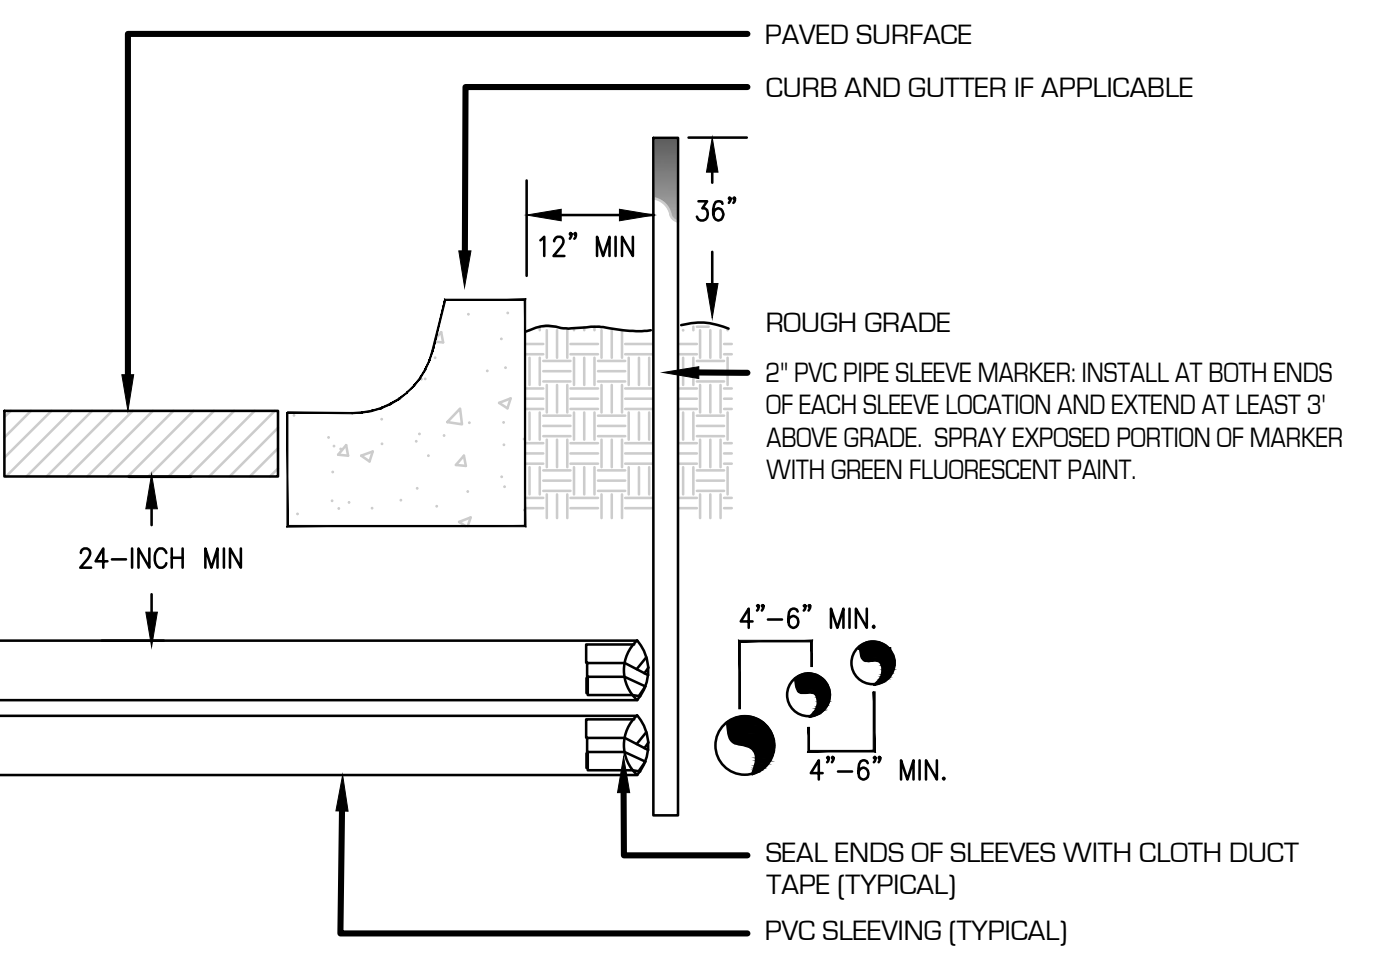 PAVED SURFACE
CURB AND GUTTER IF APPLICABLE
36"
12" MIN
ROUGH GRADE
2" PVC PIPE SLEEVE MARKER: INSTALL AT BOTH ENDS
OF EACH SLEEVE LOCATION AND EXTEND AT LEAST 3'
ABOVE GRADE. SPRAY EXPOSED PORTION OF MARKER
WITH GREEN FLUORESCENT PAINT.
24-INCH MIN
4"-6" MIN.
4"-6" MIN.
SEAL ENDS OF SLEEVES WITH CLOTH DUCT
TAPE (TYPICAL)
PVC SLEEVING (TYPICAL)